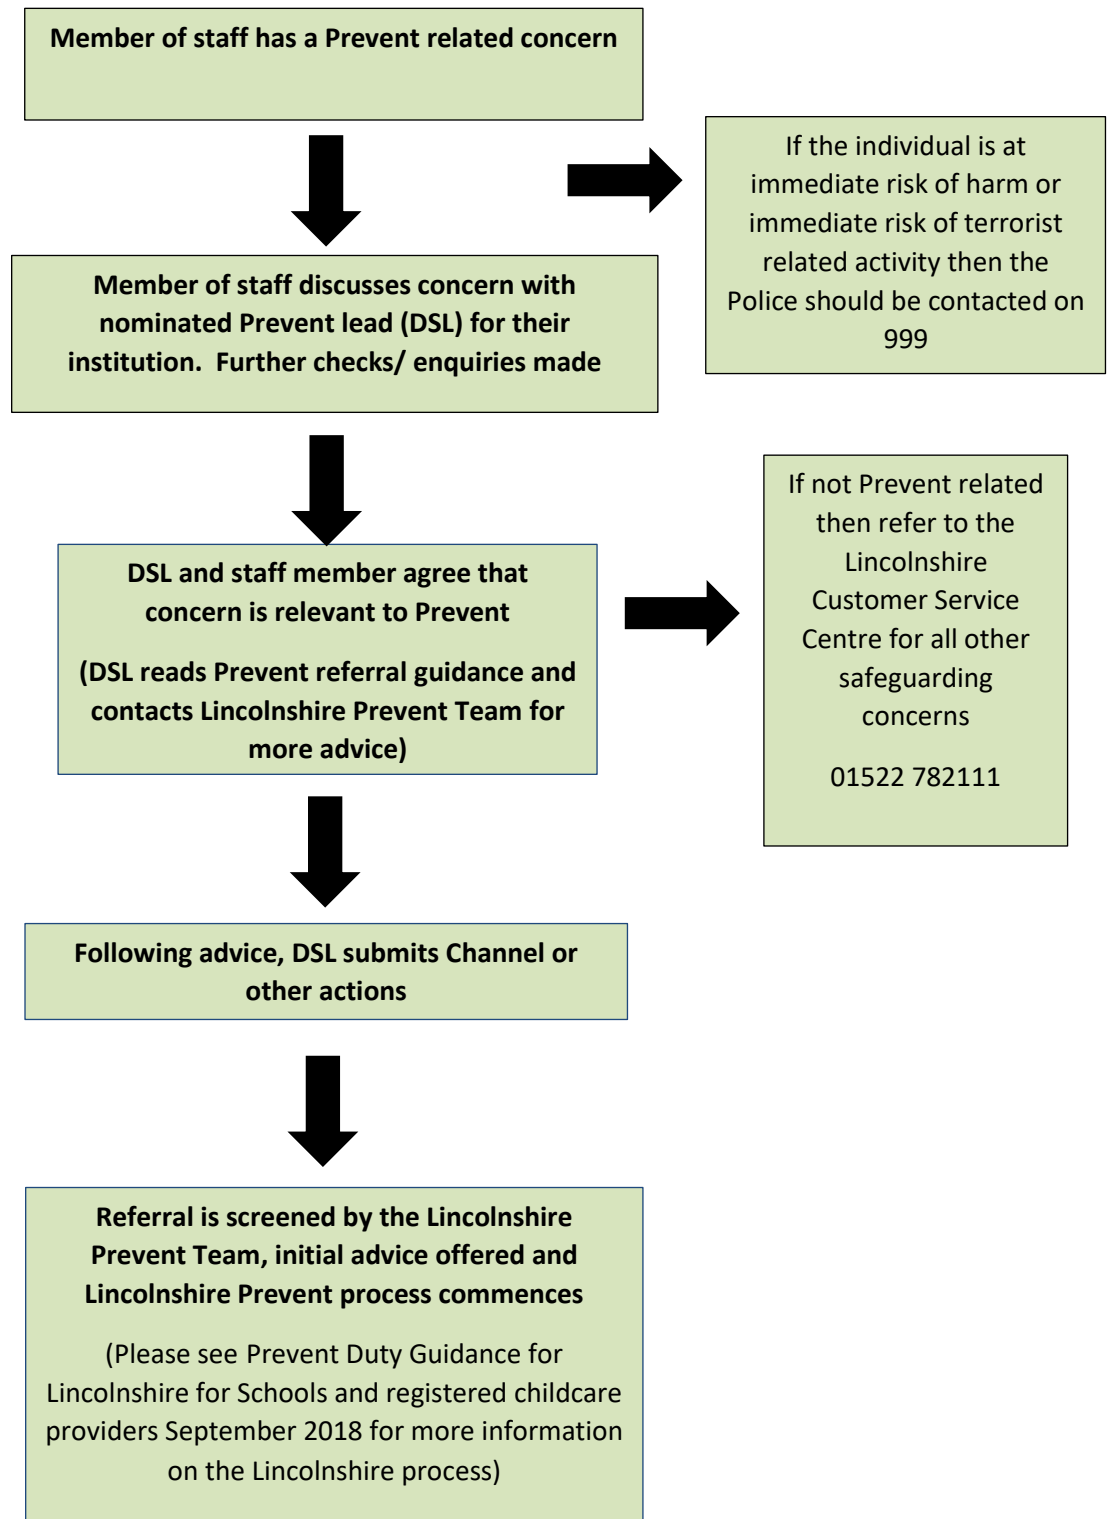 Member of staff has a Prevent related concern
If the individual is at
immediate risk of harm or
immediate risk of terrorist
related activity then the
Police should be contacted on
999
Member of staff discusses concern with
nominated Prevent lead (DSL) for their
institution.  Further checks/ enquiries made
If not Prevent related
then refer to the
Lincolnshire
Customer Service
Centre for all other
safeguarding
concerns
01522 782111
DSL and staff member agree that
concern is relevant to Prevent
(DSL reads Prevent referral guidance and
contacts Lincolnshire Prevent Team for
more advice)
Following advice, DSL submits Channel or
other actions
Referral is screened by the Lincolnshire
Prevent Team, initial advice offered and
Lincolnshire Prevent process commences
(Please see Prevent Duty Guidance for
Lincolnshire for Schools and registered childcare
providers September 2018 for more information
on the Lincolnshire process)